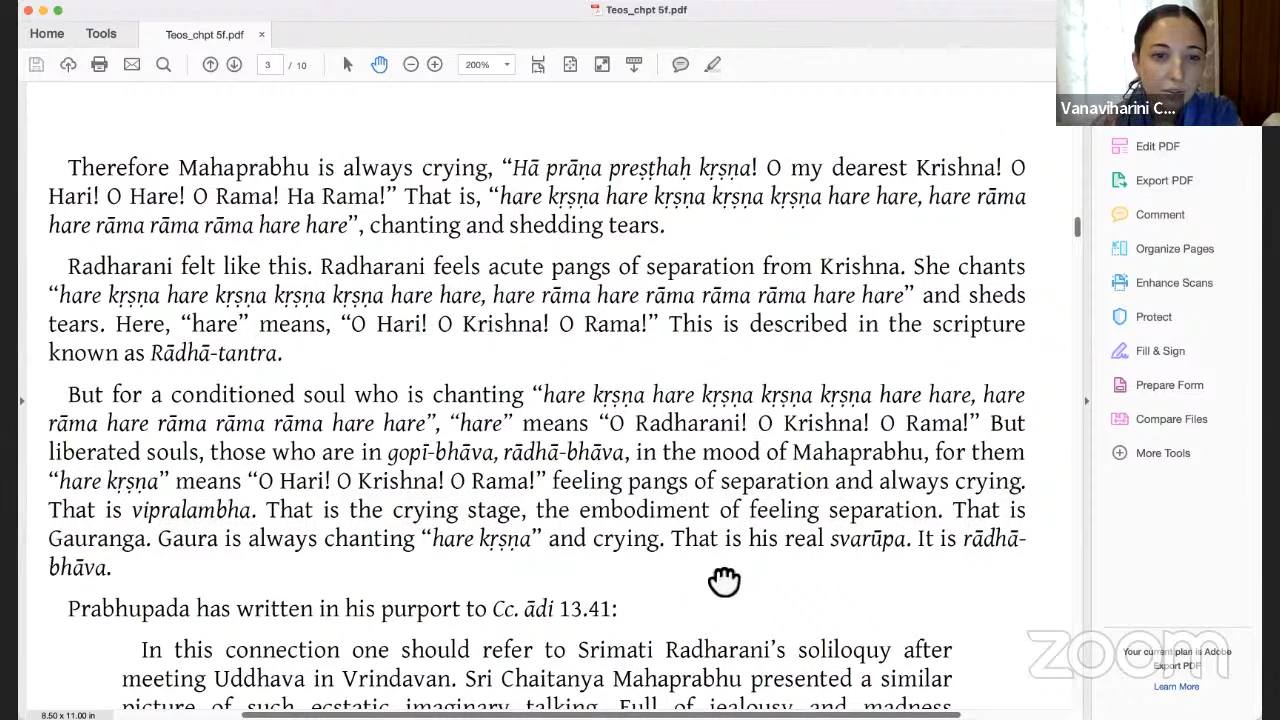 Teos_chpt 5f.pdf
Home
Tools
Teos_chpt 5f.pdf
×
3 / 10
200%
Vanaviharini C...
Therefore Mahaprabhu is always crying, “Hā prāṇa preṣṭhaḥ kṛṣṇa! O my dearest Krishna! O
Hari! O Hare! O Rama! Ha Rama!” That is, “hare kṛṣṇa hare kṛṣṇa kṛṣṇa kṛṣṇa hare hare, hare rāma
hare rāma rāma rāma hare hare”, chanting and shedding tears.
Radharani felt like this. Radharani feels acute pangs of separation from Krishna. She chants
“hare kṛṣṇa hare kṛṣṇa kṛṣṇa kṛṣṇa hare hare, hare rāma hare rāma rāma rāma hare hare” and sheds
tears. Here, “hare” means, “O Hari! O Krishna! O Rama!” This is described in the scripture
known as Rādhā-tantra.
But for a conditioned soul who is chanting “hare kṛṣṇa hare kṛṣṇa kṛṣṇa kṛṣṇa hare hare, hare
rāma hare rāma rāma rāma hare hare”, “hare” means “O Radharani! O Krishna! O Rama!” But
liberated souls, those who are in gopī-bhāva, rādhā-bhāva, in the mood of Mahaprabhu, for them
“hare kṛṣṇa” means “O Hari! O Krishna! O Rama!” feeling pangs of separation and always crying.
That is vipralambha. That is the crying stage, the embodiment of feeling separation. That is
Gauranga. Gaura is always chanting “hare kṛṣṇa” and crying. That is his real svarūpa. It is rādhā-
bhāva.
Prabhupada has written in his purport to Cc. ādi 13.41:
In this connection one should refer to Srimati Radharani’s soliloquy after
meeting Uddhava in Vrindavan. Sri Chaitanya Mahaprabhu presented a similar
picture of such ecstatic imaginary talking. Full of jealousy and madness
Edit PDF
Export PDF
Comment
Organize Pages
Enhance Scans
Protect
Fill & Sign
Prepare Form
Compare Files
More Tools
zoom
Your current plan is Adobe
Export PDF
Learn More
8.50 x 11.00 in